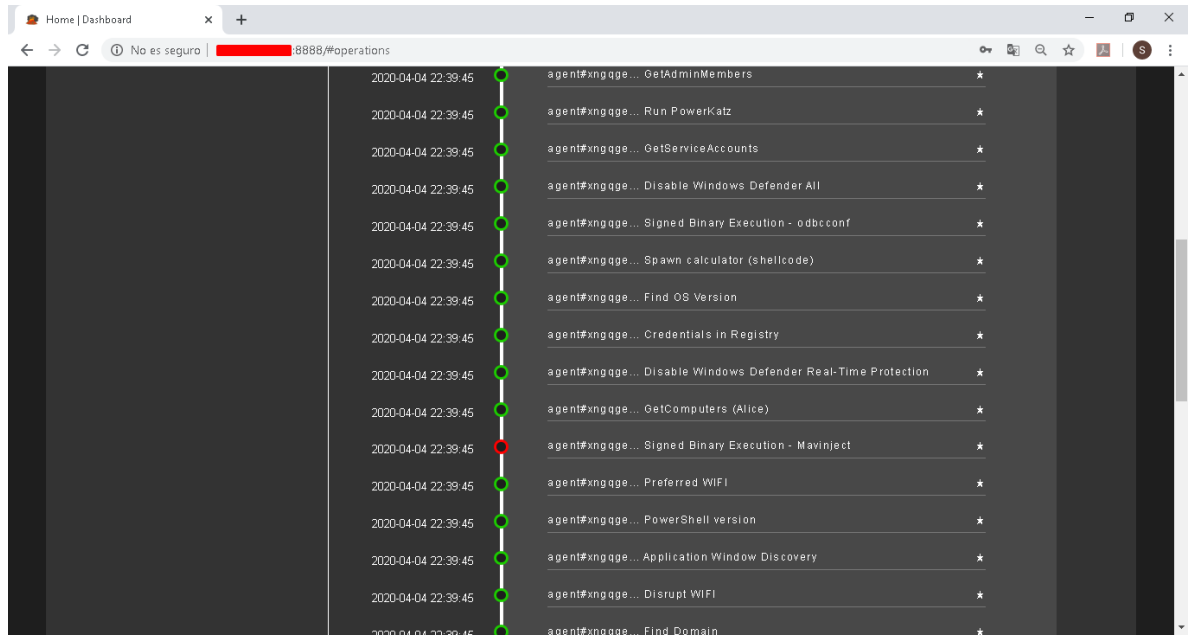 Home | Dashboard
No es seguro | :8888/#operations
S
2020-04-04 22:39:45 agent#xngqge... GetAdminMembers
2020-04-04 22:39:45 agent#xngqge... Run PowerKatz
2020-04-04 22:39:45 agent#xngqge... GetServiceAccounts
2020-04-04 22:39:45 agent#xngqge... Disable Windows Defender All
2020-04-04 22:39:45 agent#xngqge... Signed Binary Execution - odbcconf
2020-04-04 22:39:45 agent#xngqge... Spawn calculator (shellcode)
2020-04-04 22:39:45 agent#xngqge... Find OS Version
2020-04-04 22:39:45 agent#xngqge... Credentials in Registry
2020-04-04 22:39:45 agent#xngqge... Disable Windows Defender Real-Time Protection
2020-04-04 22:39:45 agent#xngqge... GetComputers (Alice)
2020-04-04 22:39:45 agent#xngqge... Signed Binary Execution - Mavinject
2020-04-04 22:39:45 agent#xngqge... Preferred WIFI
2020-04-04 22:39:45 agent#xngqge... PowerShell version
2020-04-04 22:39:45 agent#xngqge... Application Window Discovery
2020-04-04 22:39:45 agent#xngqge... Disrupt WIFI
2020-04-04 22:39:45 agent#xngqge... Find Domain